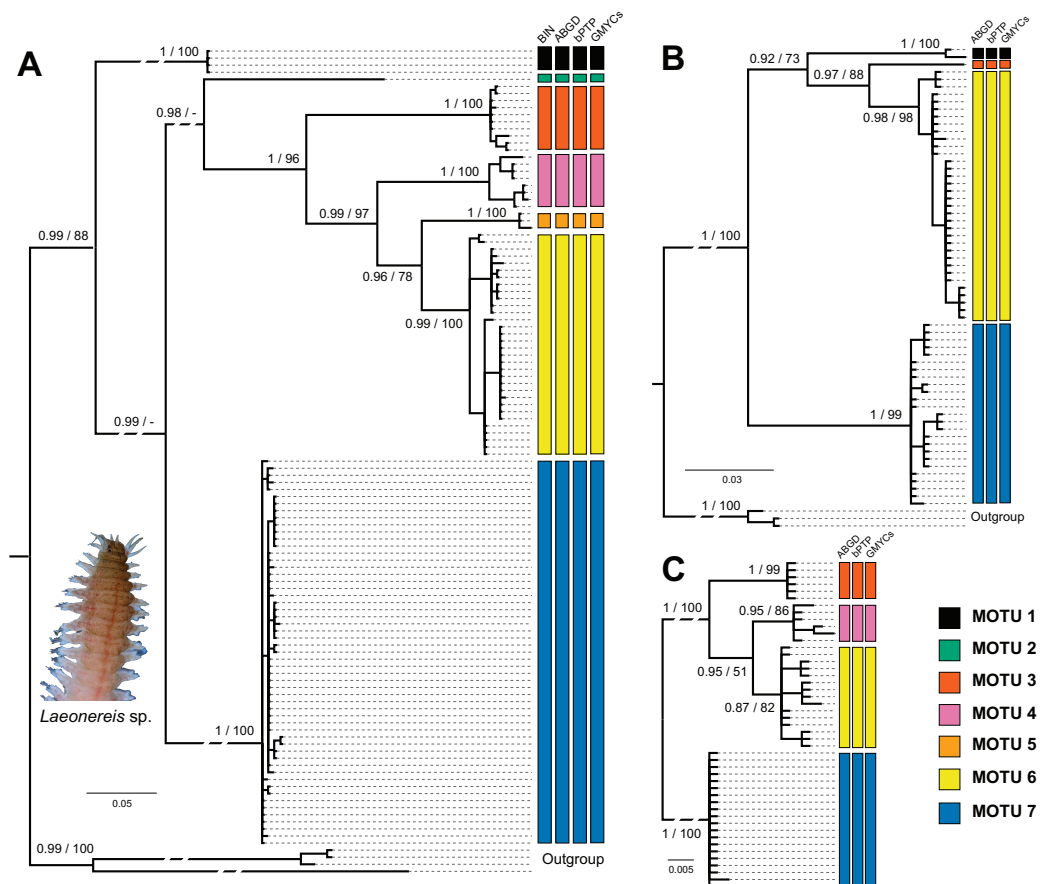 A
BIN ABGD bPTP GMYCs
1 / 100
0.98 / -
1 / 100
1 / 96
1 / 100
0.99 / 97
1 / 100
0.96 / 78
0.99 / 100
0.99 / 88
0.99 / -
1 / 100
0.99 / 100
Laeonereis sp.
0.05
Outgroup
B
ABGD bPTP GMYCs
1 / 100
0.92 / 73
0.97 / 88
0.98 / 98
1 / 100
1 / 99
0.03
1 / 100
Outgroup
C
ABGD bPTP GMYCs
1 / 99
1 / 100
0.95 / 86
0.95 / 51
0.87 / 82
1 / 100
0.005
MOTU 1
MOTU 2
MOTU 3
MOTU 4
MOTU 5
MOTU 6
MOTU 7